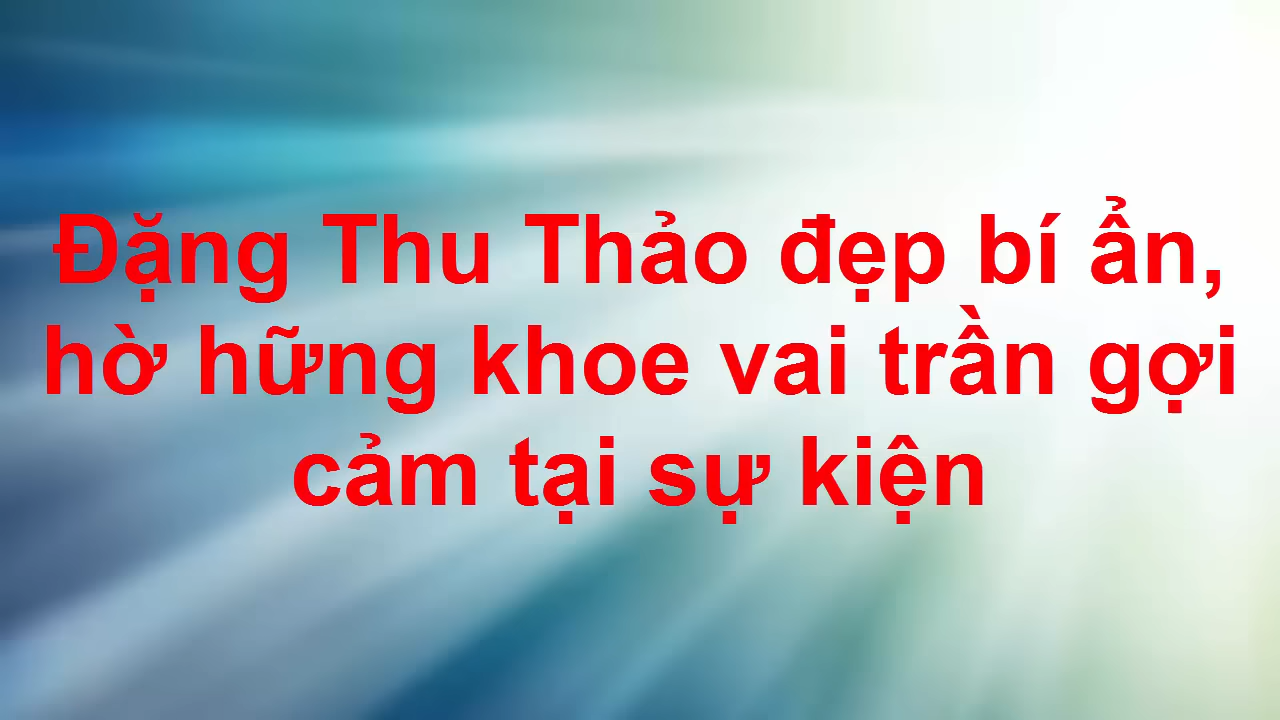 Đặng Thu Thảo đẹp bí ẩn,
hờ hững khoe vai trần gợi
cảm tại sự kiện